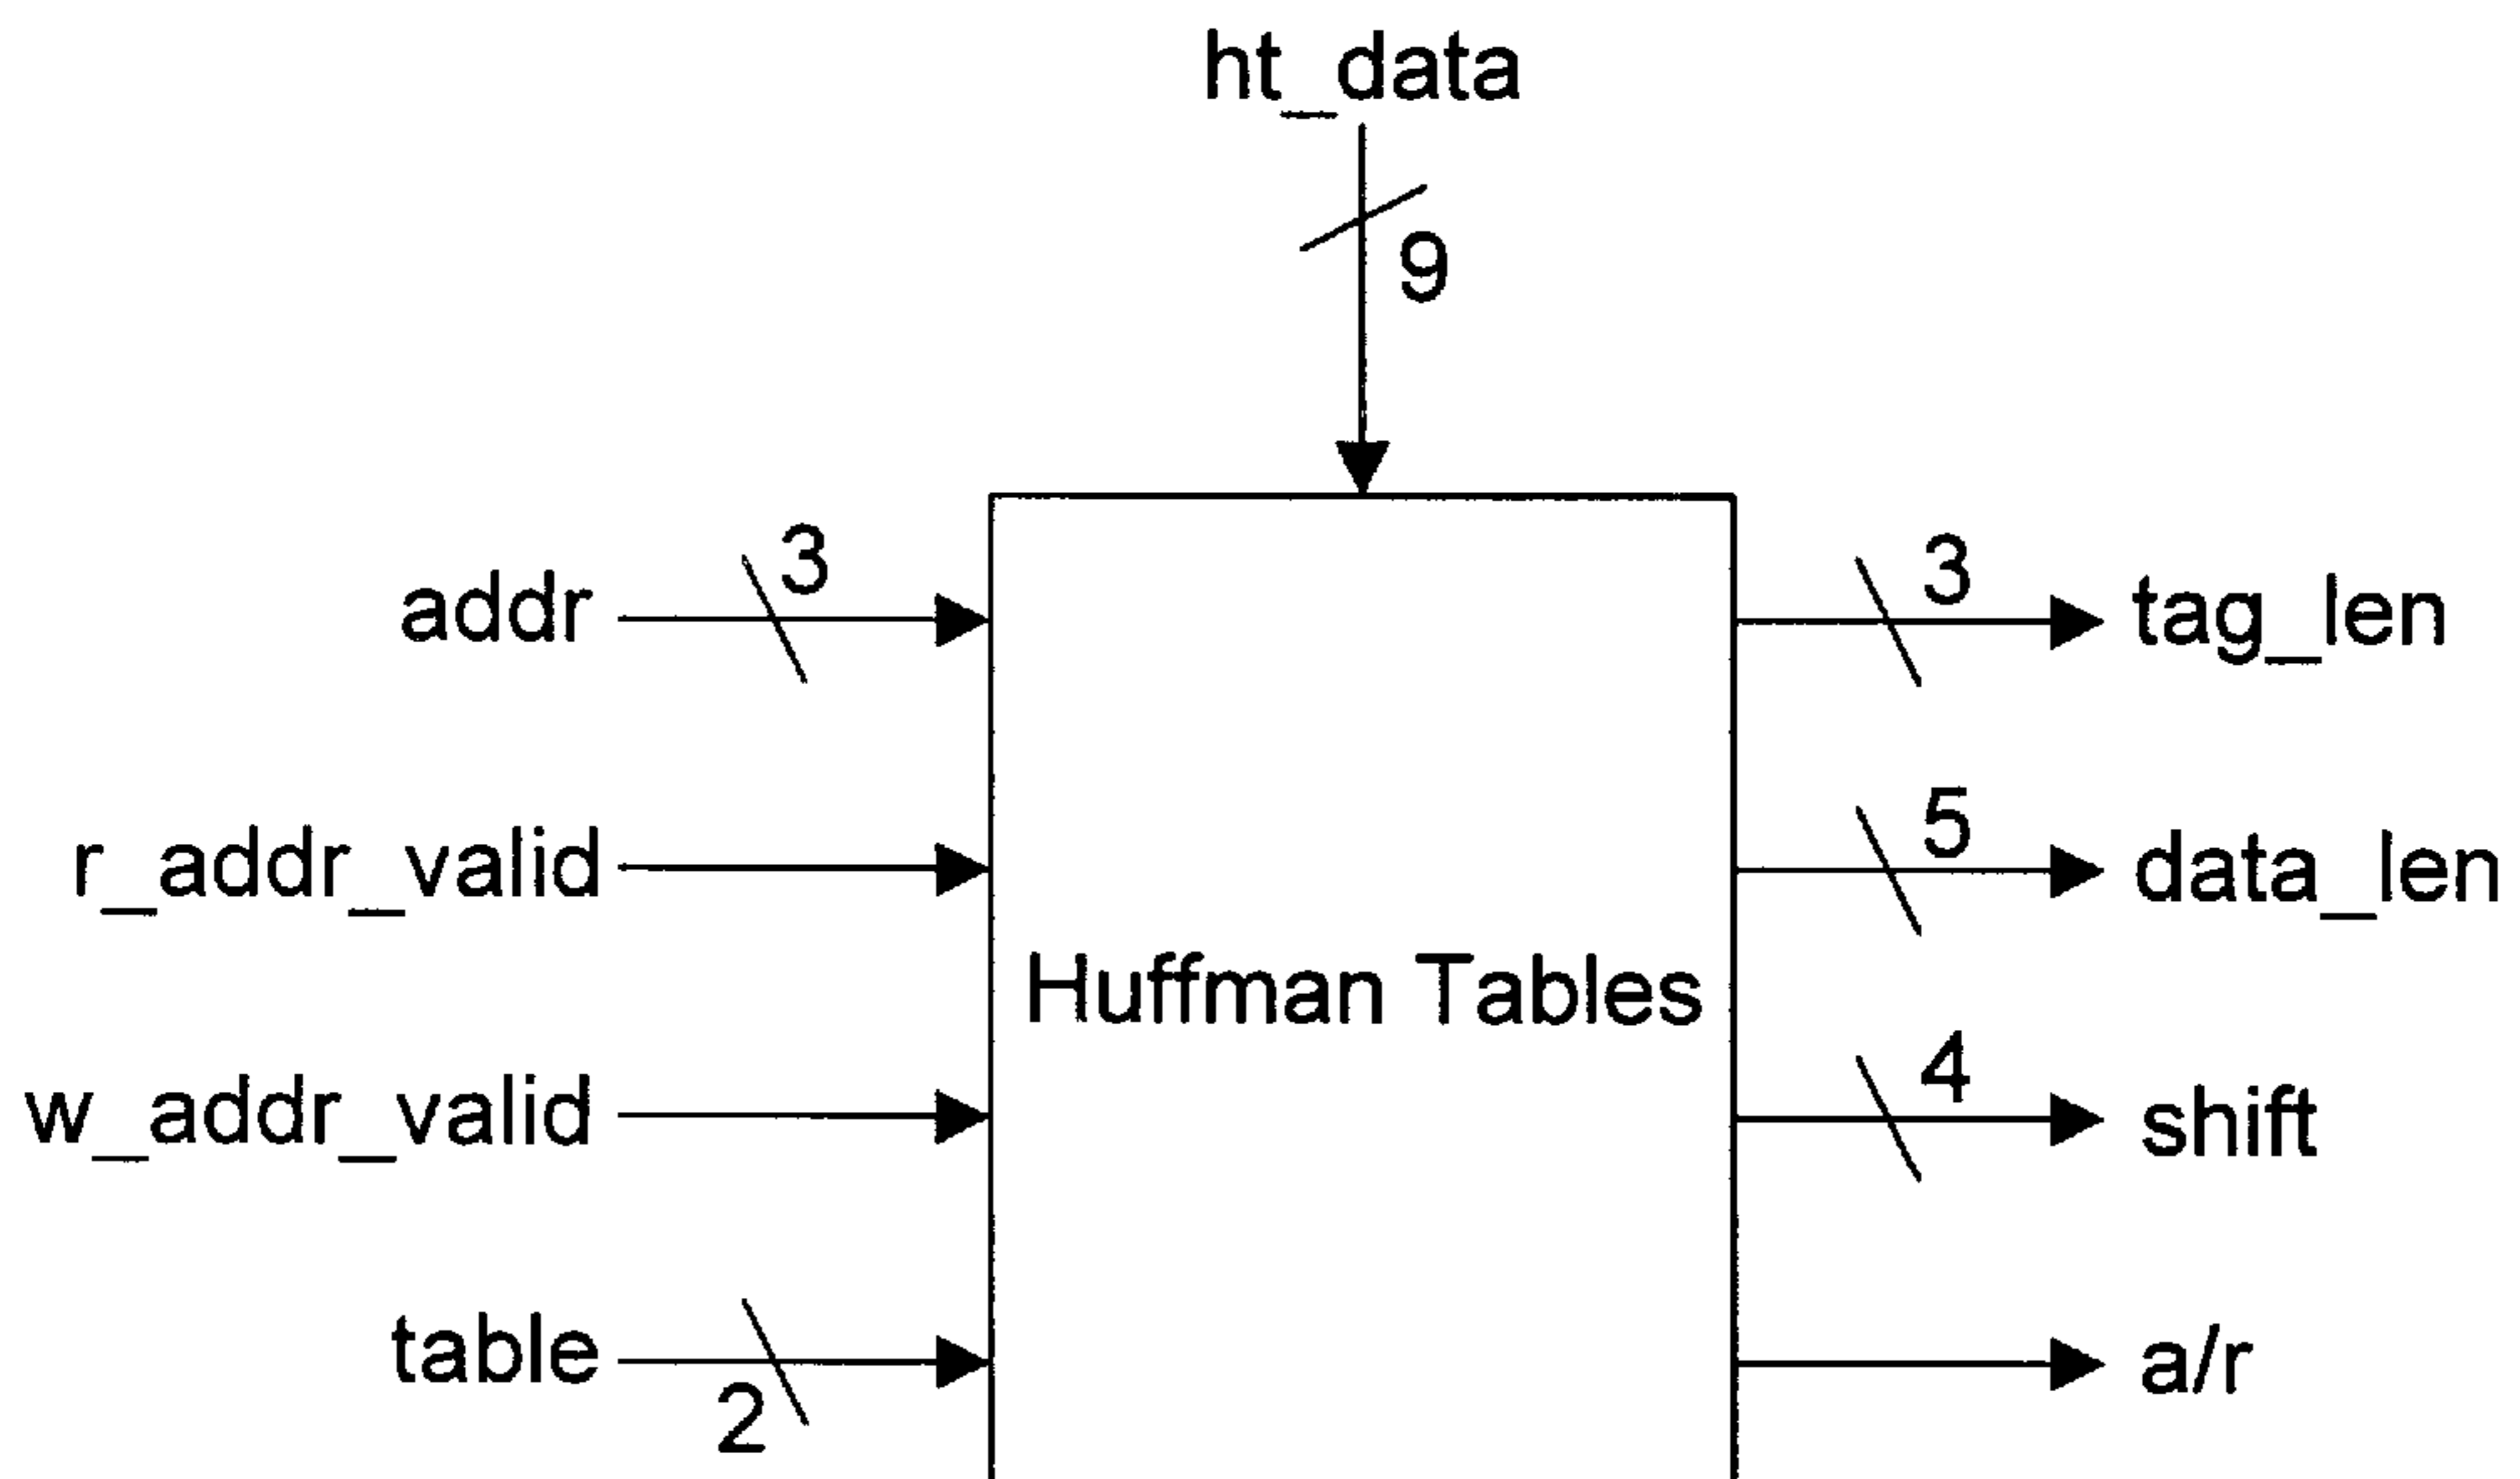 ht_data
9
addr
3
3
tag_len
r_addr_valid
5
data_len
Huffman Tables
w_addr_valid
4
shift
table
2
a/r